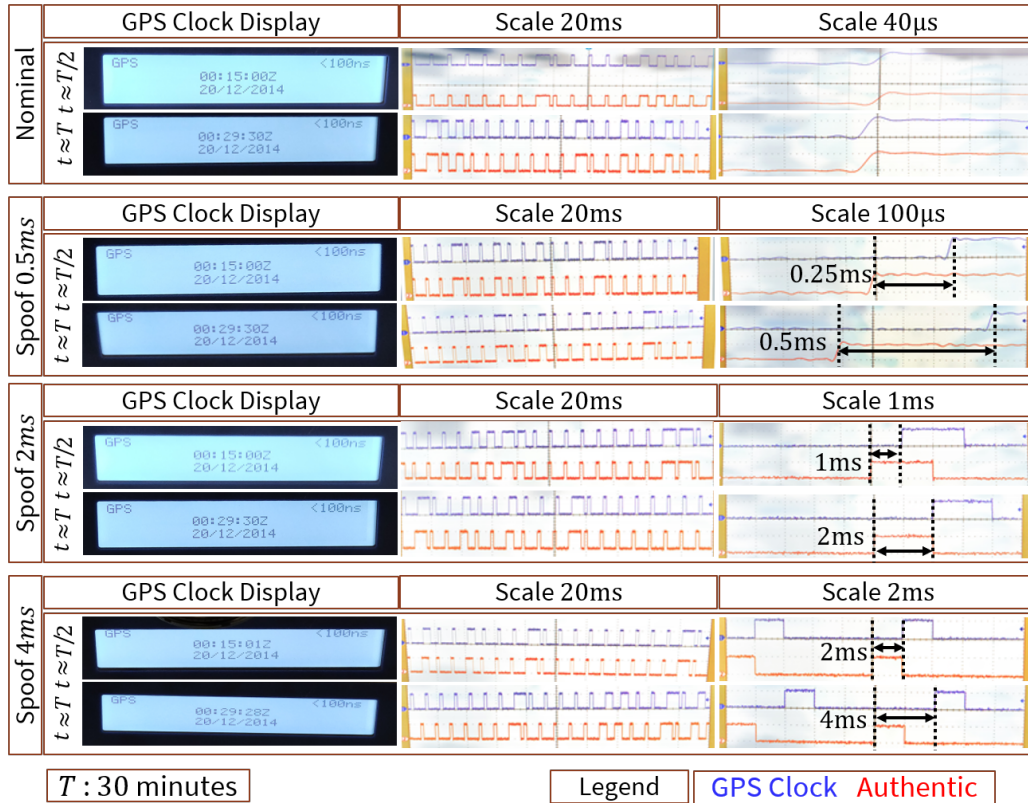 Nominal
GPS Clock Display
Scale 20ms
Scale 40μs
t≈T/2
GPS <100ns
00:15:00Z
20/12/2014
t≈T
GPS <100ns
00:29:30Z
20/12/2014
Spoof 0.5ms
GPS Clock Display
Scale 20ms
Scale 100μs
t≈T/2
GPS <100ns
00:15:00Z
20/12/2014
0.25ms
t≈T
GPS <100ns
00:29:30Z
20/12/2014
0.5ms
Spoof 2ms
GPS Clock Display
Scale 20ms
Scale 1ms
t≈T/2
GPS <100ns
00:15:00Z
20/12/2014
1ms
t≈T
GPS <100ns
00:29:30Z
20/12/2014
2ms
Spoof 4ms
GPS Clock Display
Scale 20ms
Scale 2ms
t≈T/2
GPS <100ns
00:15:01Z
20/12/2014
2ms
t≈T
GPS <100ns
00:29:28Z
20/12/2014
4ms
T : 30 minutes
Legend
GPS Clock Authentic